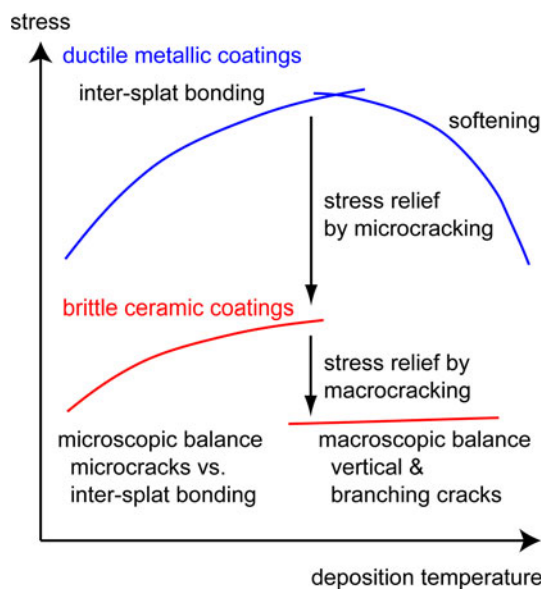 stress
ductile metallic coatings
inter-splat bonding
softening
stress relief
by microcracking
brittle ceramic coatings
stress relief by
macrocracking
microscopic balance
microcracks vs.
inter-splat bonding
macroscopic balance
vertical &
branching cracks
deposition temperature